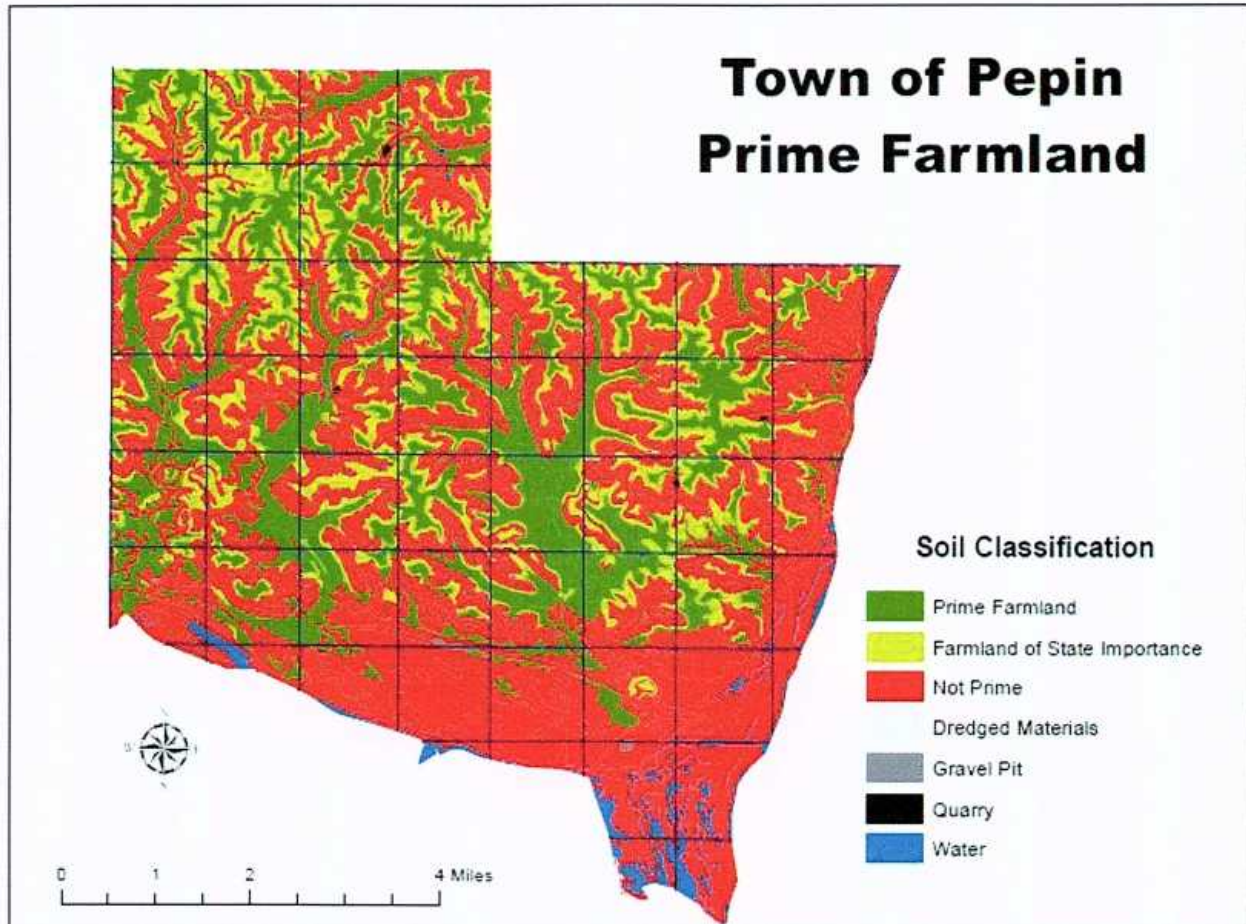 Town of Pepin
Prime Farmland
Soil Classification
Prime Farmland
Farmland of State Importance
Not Prime
Dredged Materials
Gravel Pit
Quarry
Water
0 1 2 4 Miles